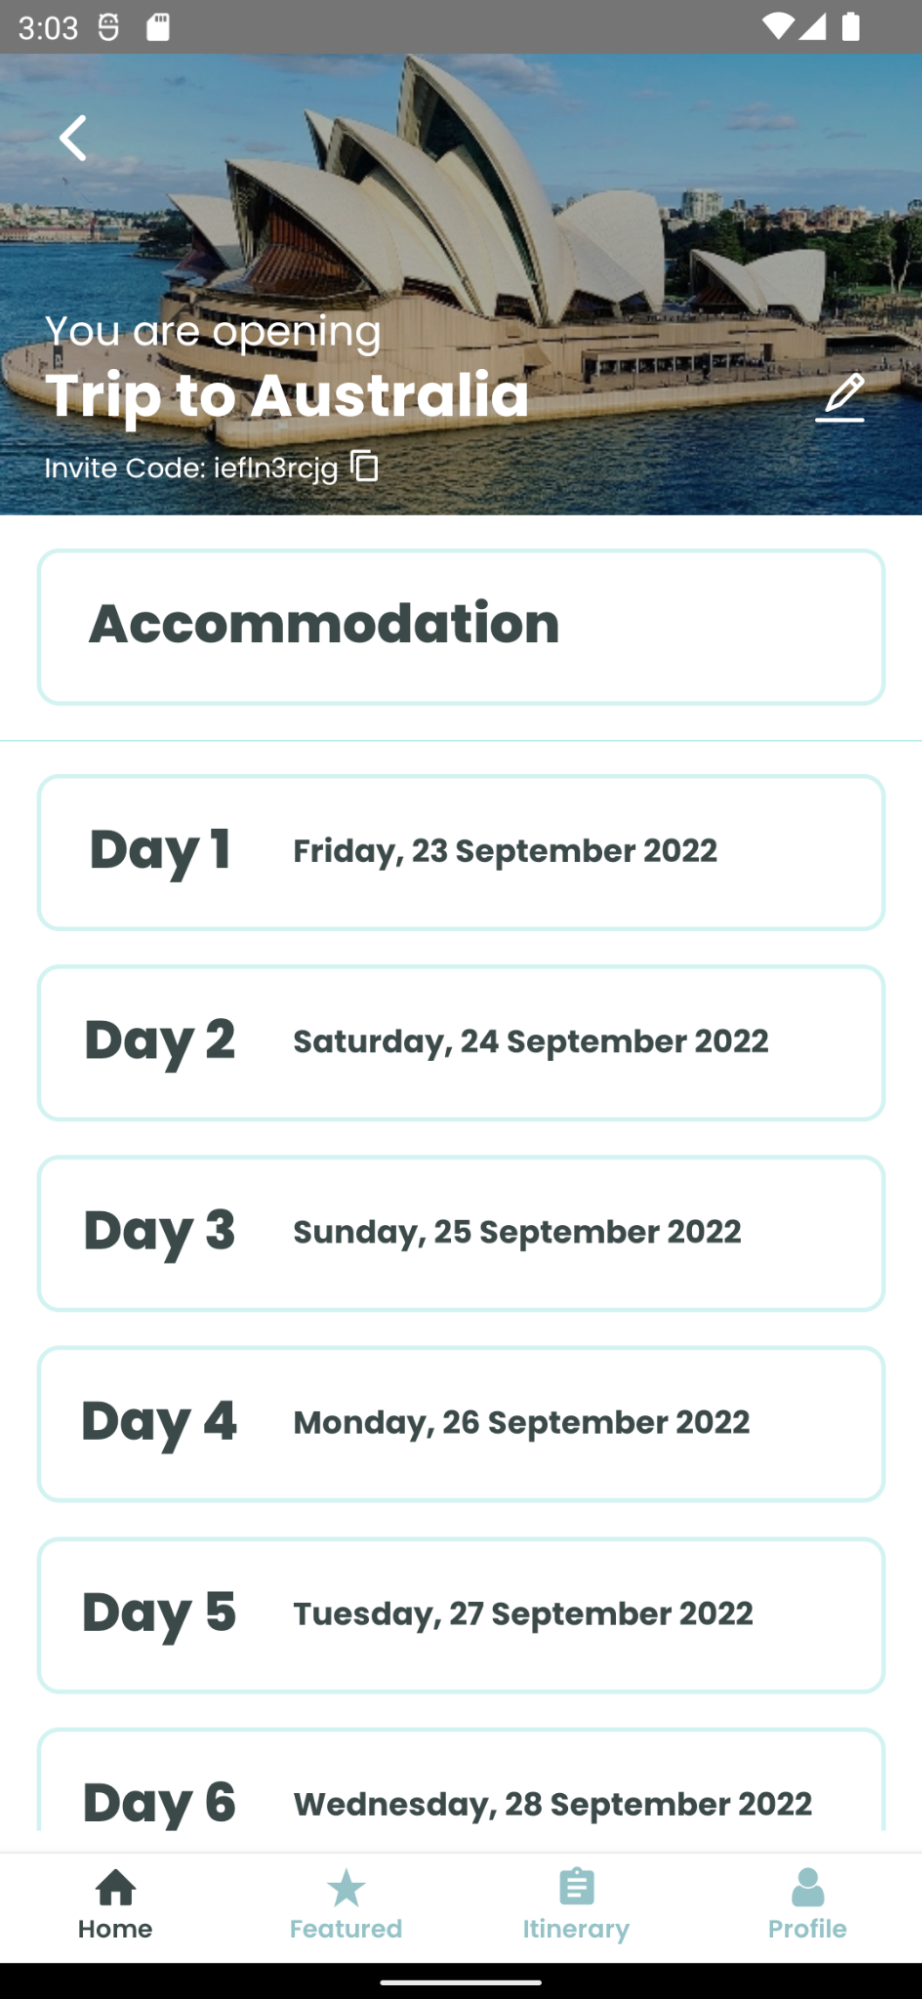 3:03
You are opening
Trip to Australia
Invite Code: iefln3rcjg
Accommodation
Day 1 Friday, 23 September 2022
Day 2 Saturday, 24 September 2022
Day 3 Sunday, 25 September 2022
Day 4 Monday, 26 September 2022
Day 5 Tuesday, 27 September 2022
Day 6 Wednesday, 28 September 2022
Home Featured Itinerary Profile